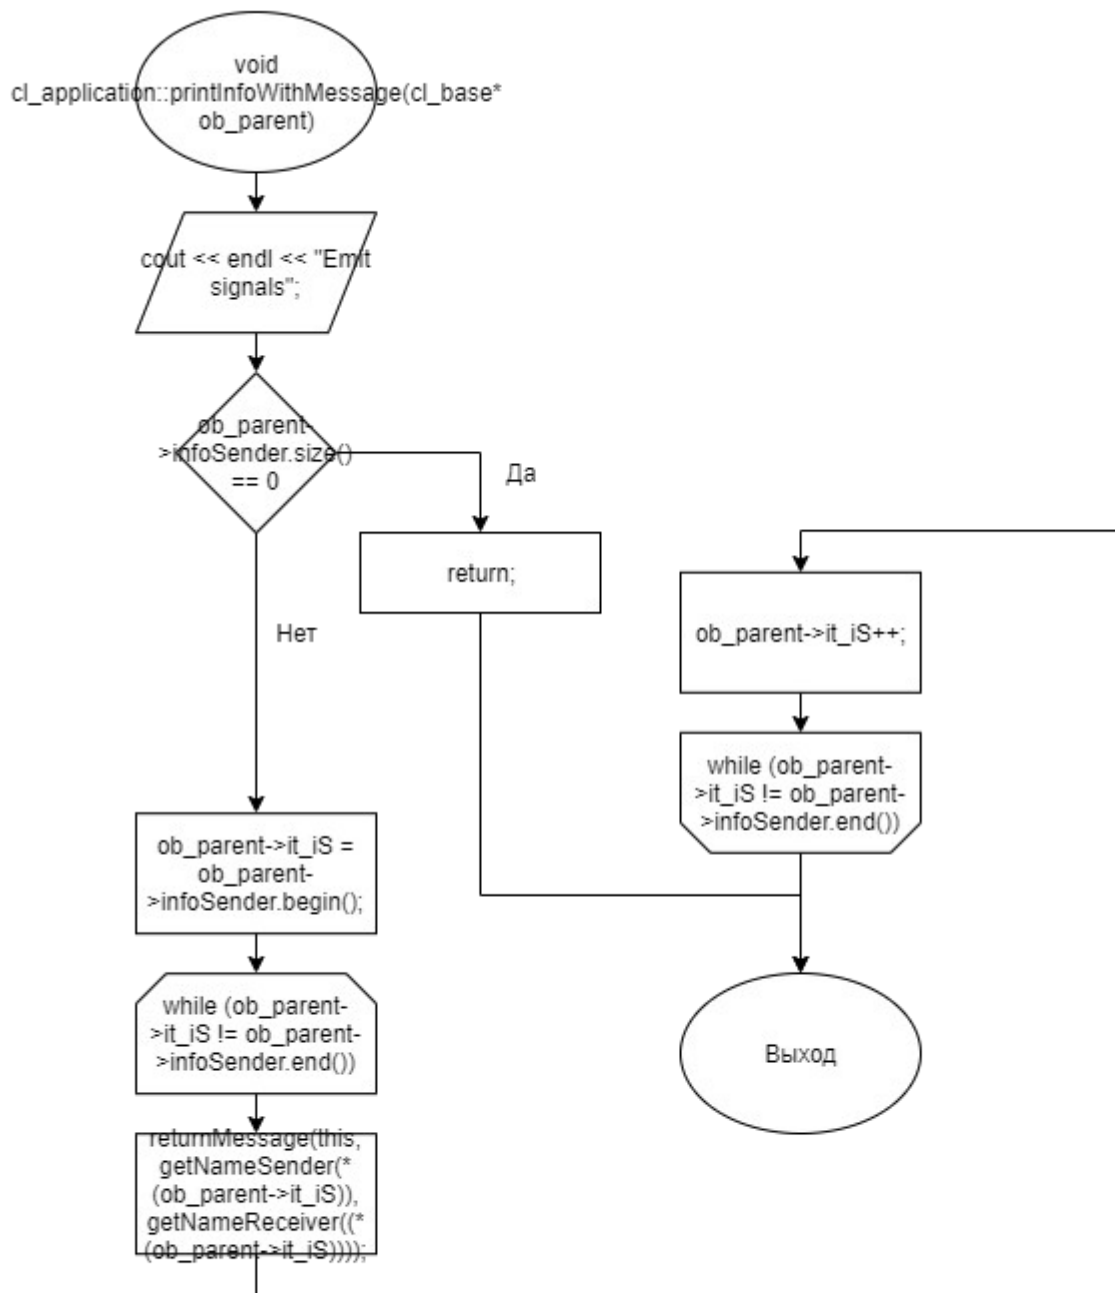 void
cl_application::printInfoWithMessage(cl_base*
ob_parent)
cout << endl << "Emit
signals";
ob_parent-
>infoSender.size()
== 0
Да
return;
Нет
ob_parent->it_iS =
ob_parent-
>infoSender.begin();
while (ob_parent-
>it_iS != ob_parent-
>infoSender.end())
returnMessage(this,
getNameSender(*
(ob_parent->it_iS)),
getNameReceiver((*
(ob_parent->it_iS))));
ob_parent->it_iS++;
while (ob_parent-
>it_iS != ob_parent-
>infoSender.end())
Выход